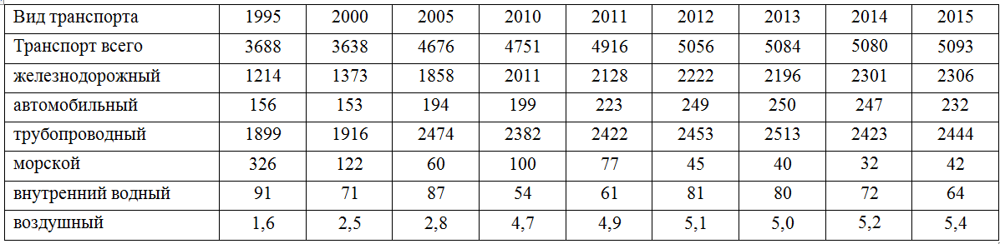 Вид транспорта 1995 2000 2005 2010 2011 2012 2013 2014 2015
Транспорт всего 3688 3638 4676 4751 4916 5056 5084 5080 5093
железнодорожный 1214 1373 1858 2011 2128 2222 2196 2301 2306
автомобильный 156 153 194 199 223 249 250 247 232
трубопроводный 1899 1916 2474 2382 2422 2453 2513 2423 2444
морской 326 122 60 100 77 45 40 32 42
внутренний водный 91 71 87 54 61 81 80 72 64
воздушный 1,6 2,5 2,8 4,7 4,9 5,1 5,0 5,2 5,4